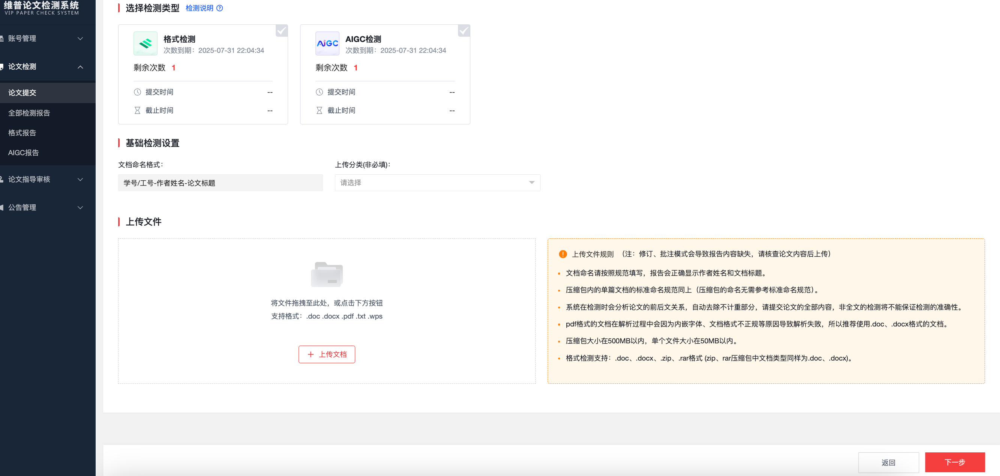 维普论文检测系统
VIP PAPER CHECK SYSTEM
账号管理
论文检测
论文提交
全部检测报告
格式报告
AIGC报告
论文指导审核
公告管理
选择检测类型 检测说明 ?
格式检测
次数到期：2025-07-31 22:04:34
剩余次数 1
提交时间 --
截止时间 --
AiGC
AIGC检测
次数到期：2025-07-31 22:04:34
剩余次数 1
提交时间 --
截止时间 --
基础检测设置
文档命名格式：
学号/工号-作者姓名-论文标题
上传分类(非必填)：
请选择
上传文件
将文件拖拽至此处，或点击下方按钮
支持格式：.doc .docx .pdf .txt .wps
+ 上传文档
! 上传文件规则 （注：修订、批注模式会导致报告内容缺失，请核查论文内容后上传）
• 文档命名请按照规范填写，报告会正确显示作者姓名和文档标题。
• 压缩包内的单篇文档的标准命名规范同上（压缩包的命名无需参考标准命名规范）。
• 系统在检测时会分析论文的前后文关系，自动去除不计重部分，请提交论文的全部内容，非全文的检测将不能保证检测的准确性。
• pdf格式的文档在解析过程中会因为内嵌字体、文档格式不正规等原因导致解析失败，所以推荐使用.doc、.docx格式的文档。
• 压缩包大小在500MB以内，单个文件大小在50MB以内。
• 格式检测支持：.doc、.docx、.zip、.rar格式 (zip、rar压缩包中文档类型同样为.doc、.docx)。
返回
下一步